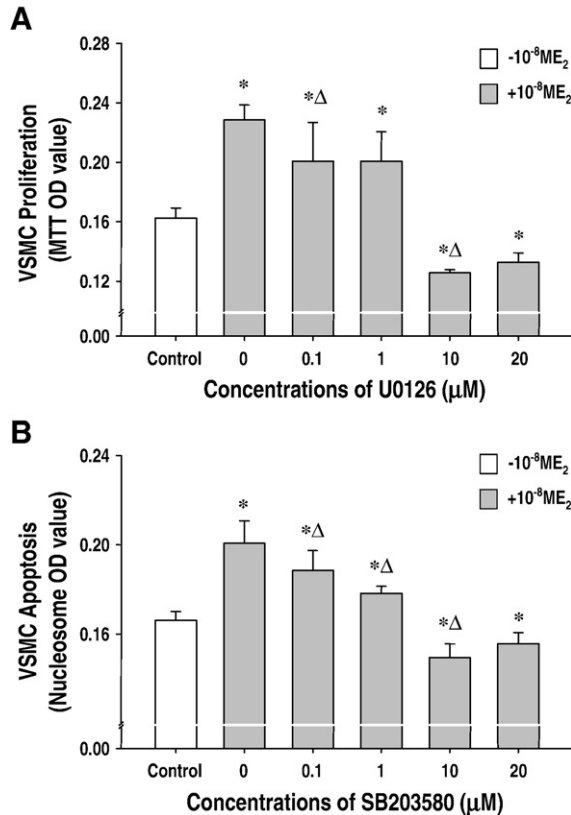 A
0.28
0.24
0.20
0.16
0.12
0.00
VSMC Proliferation
(MTT OD value)
-10⁻⁸ME₂
+10⁻⁸ME₂
*
*Δ
*
*Δ
*
Control 0 0.1 1 10 20
Concentrations of U0126 (μM)
B
0.24
0.20
0.16
0.00
VSMC Apoptosis
(Nucleosome OD value)
-10⁻⁸ME₂
+10⁻⁸ME₂
*
*Δ
*Δ
*Δ
*
Control 0 0.1 1 10 20
Concentrations of SB203580 (μM)